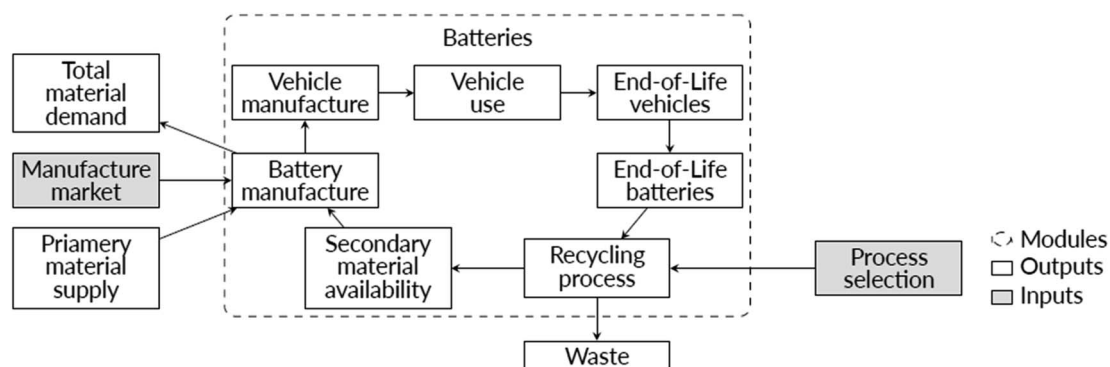 Batteries
Total
material
demand
Vehicle
manufacture
Vehicle
use
End-of-Life
vehicles
Manufacture
market
Battery
manufacture
End-of-Life
batteries
Priamery
material
supply
Secondary
material
availability
Recycling
process
Process
selection
Modules
Outputs
Inputs
Waste